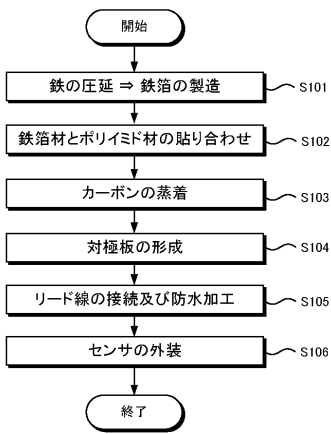 開始
鉄の圧延 ⇒ 鉄箔の製造
S101
鉄箔材とポリイミド材の貼り合わせ
S102
カーボンの蒸着
S103
対極板の形成
S104
リード線の接続及び防水加工
S105
センサの外装
S106
終了